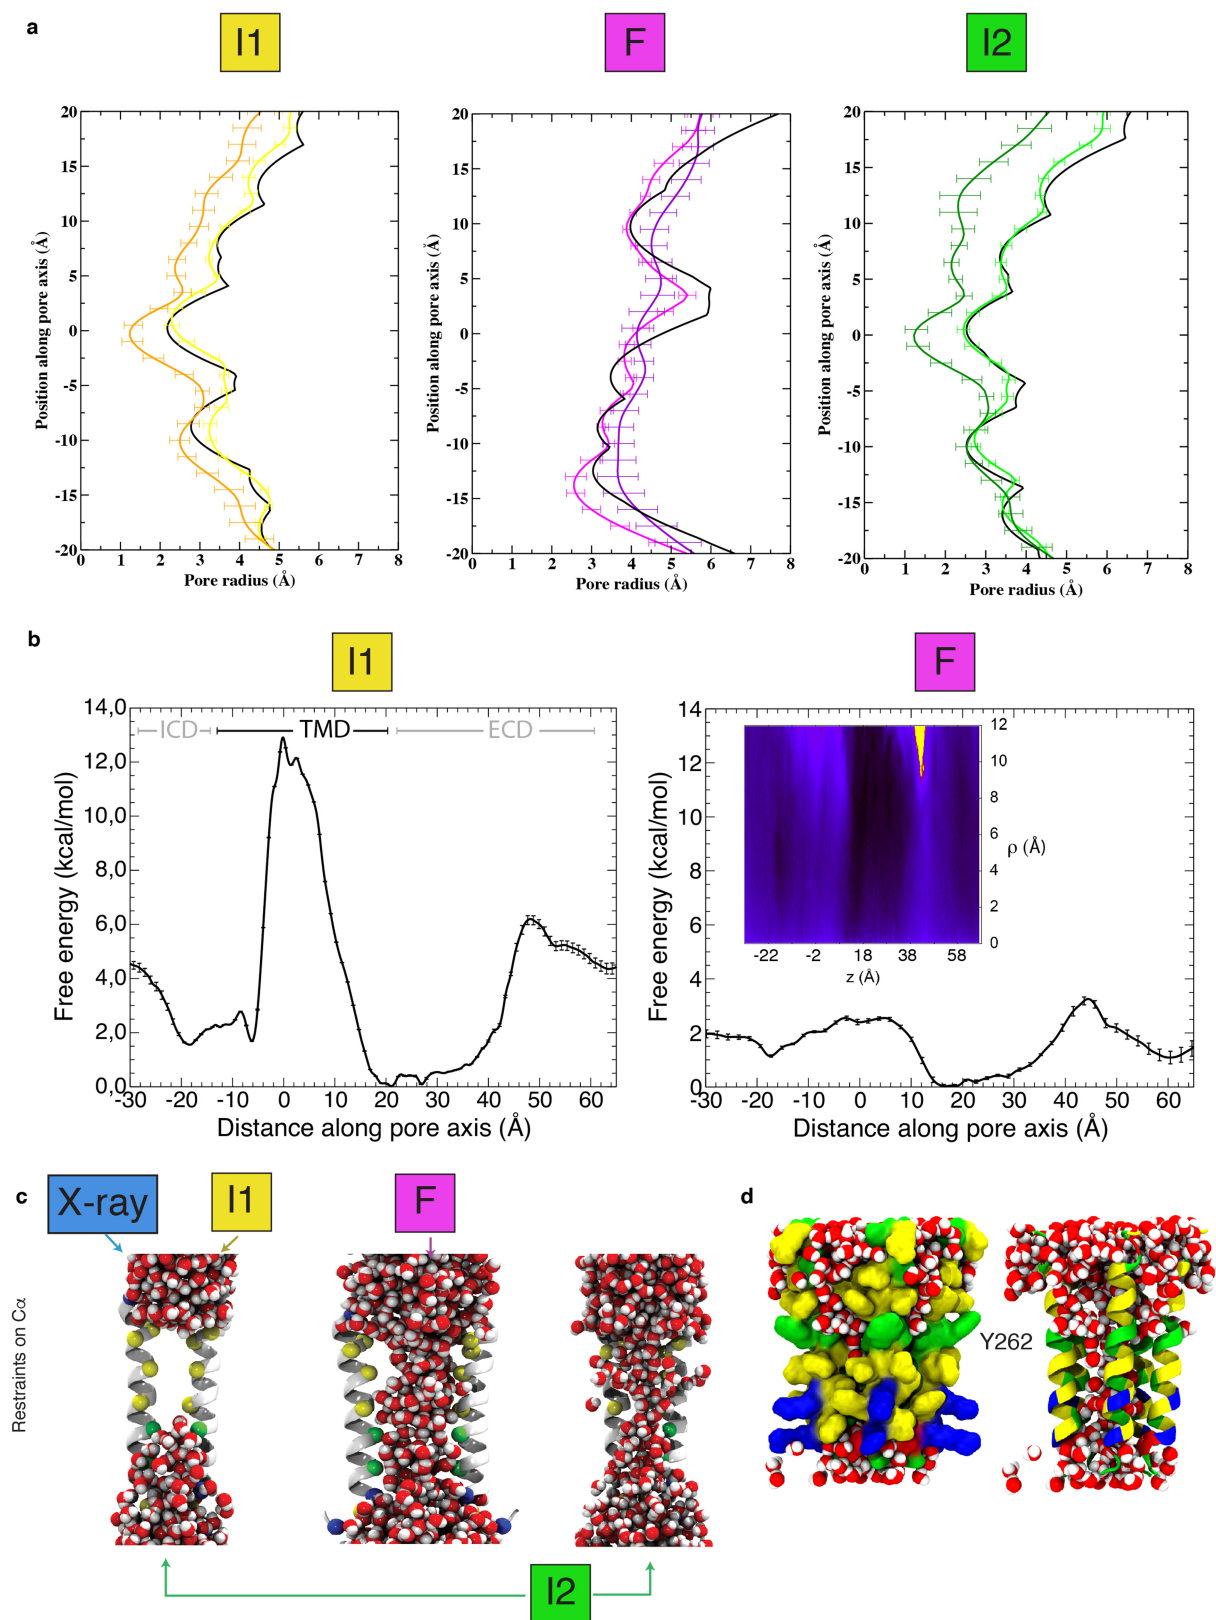 a
I1
F
I2
20
15
10
5
0
-5
-10
-15
-20
0 1 2 3 4 5 6 7 8
Position along pore axis (Å)
Pore radius (Å)
20
15
10
5
0
-5
-10
-15
-20
0 1 2 3 4 5 6 7 8
Position along pore axis (Å)
Pore radius (Å)
20
15
10
5
0
-5
-10
-15
-20
0 1 2 3 4 5 6 7 8
Position along pore axis (Å)
Pore radius (Å)
b
I1
F
14,0
12,0
10,0
8,0
6,0
4,0
2,0
0,0
ICD TMD ECD
-30 -20 -10 0 10 20 30 40 50 60
Free energy (kcal/mol)
Distance along pore axis (Å)
14
12
10
8
6
4
2
0
-30 -20 -10 0 10 20 30 40 50 60
Free energy (kcal/mol)
Distance along pore axis (Å)
12
10
8
6
4
2
0
ρ (Å)
-22 -2 18 38 58
z (Å)
c
X-ray
I1
F
d
Restraints on Cα
Y262
I2